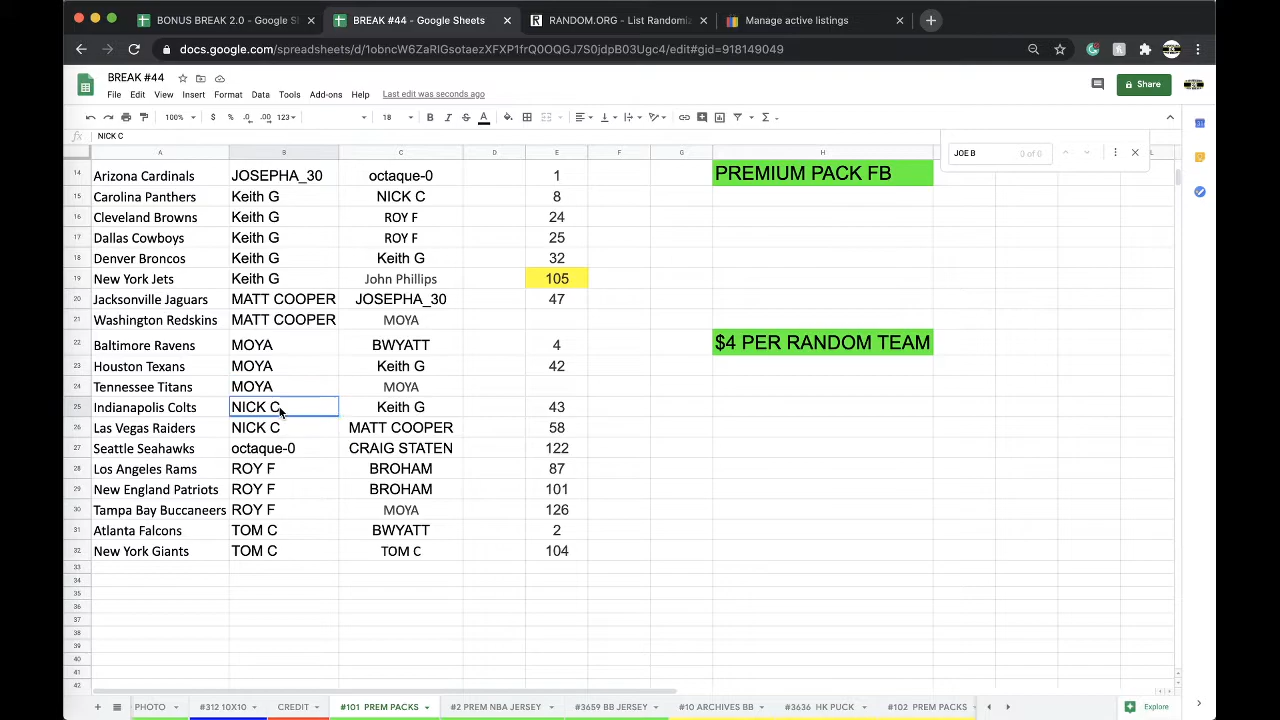 BONUS BREAK 2.0 - Google S
BREAK #44 - Google Sheets
RANDOM.ORG - List Randomi
Manage active listings
docs.google.com/spreadsheets/d/1obncW6ZaRIGsotaezXFXP1frQ0OQGJ7S0jdpB03Ugc4/edit#gid=918149049
BREAK #44
File Edit View Insert Format Data Tools Add-ons Help Last edit was seconds ago
Share
100% $ % .0 .00 123 18 B I S A
fx NICK C
JOE B 0 of 0
A B C D E F G H
14 Arizona Cardinals JOSEPHA_30 octaque-0 1 PREMIUM PACK FB
15 Carolina Panthers Keith G NICK C 8
16 Cleveland Browns Keith G ROY F 24
17 Dallas Cowboys Keith G ROY F 25
18 Denver Broncos Keith G Keith G 32
19 New York Jets Keith G John Phillips 105
20 Jacksonville Jaguars MATT COOPER JOSEPHA_30 47
21 Washington Redskins MATT COOPER MOYA
22 Baltimore Ravens MOYA BWYATT 4 $4 PER RANDOM TEAM
23 Houston Texans MOYA Keith G 42
24 Tennessee Titans MOYA MOYA
25 Indianapolis Colts NICK C Keith G 43
26 Las Vegas Raiders NICK C MATT COOPER 58
27 Seattle Seahawks octaque-0 CRAIG STATEN 122
28 Los Angeles Rams ROY F BROHAM 87
29 New England Patriots ROY F BROHAM 101
30 Tampa Bay Buccaneers ROY F MOYA 126
31 Atlanta Falcons TOM C BWYATT 2
32 New York Giants TOM C TOM C 104
33
34
35
36
37
38
39
40
41
42
PHOTO #312 10X10 CREDIT #101 PREM PACKS #2 PREM NBA JERSEY #3659 BB JERSEY #10 ARCHIVES BB #3636 HK PUCK #102 PREM PACKS Explore